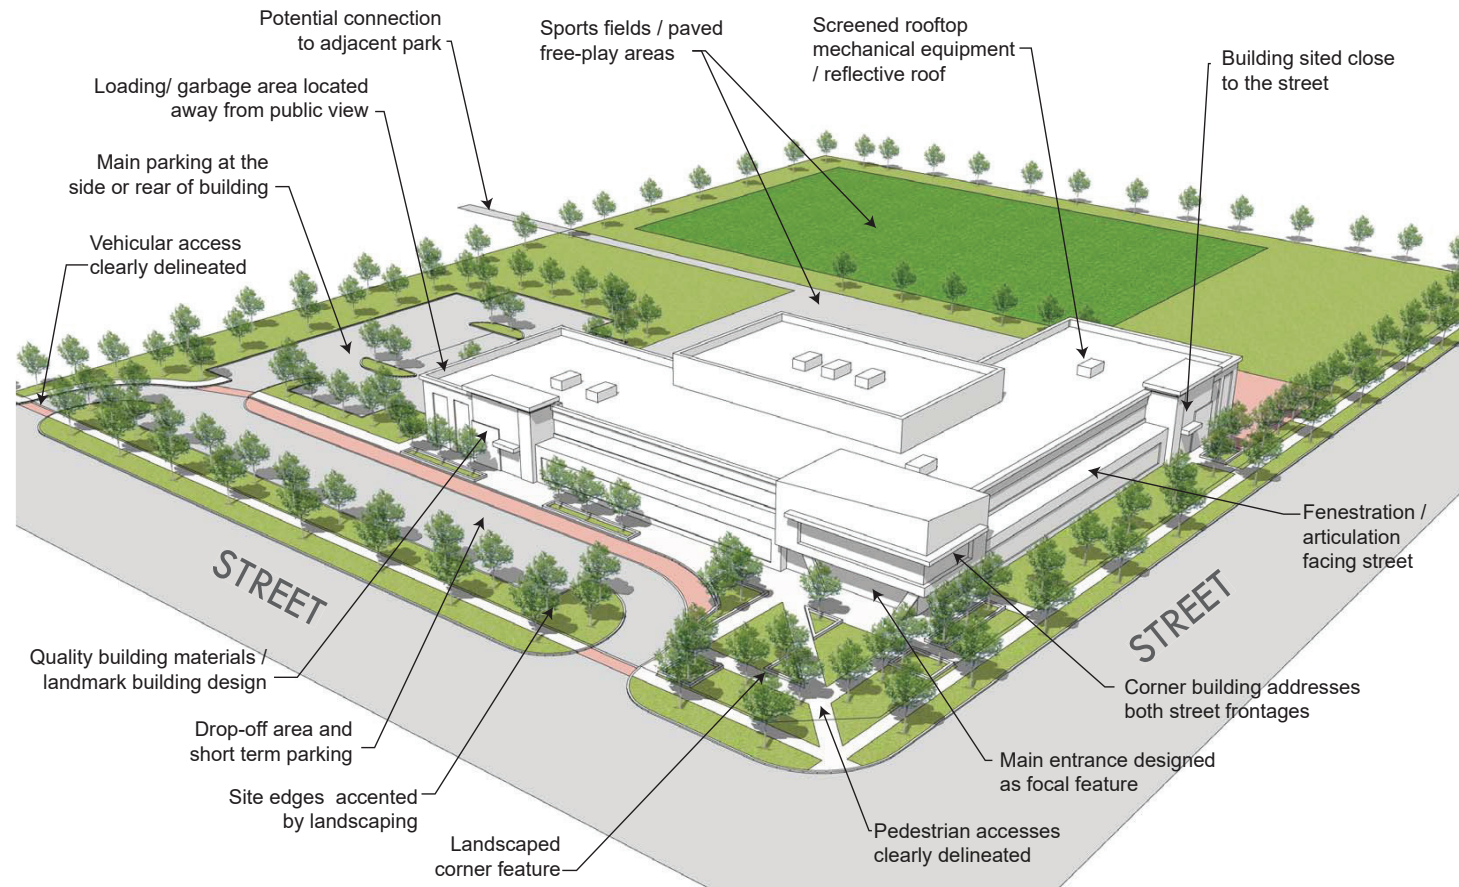 Potential connection
to adjacent park
Sports fields / paved
free-play areas
Screened rooftop
mechanical equipment
/ reflective roof
Building sited close
to the street
Loading/ garbage area located
away from public view
Main parking at the
side or rear of building
Vehicular access
clearly delineated
Fenestration /
articulation
facing street
STREET
STREET
Quality building materials /
landmark building design
Corner building addresses
both street frontages
Drop-off area and
short term parking
Main entrance designed
as focal feature
Site edges accented
by landscaping
Pedestrian accesses
clearly delineated
Landscaped
corner feature